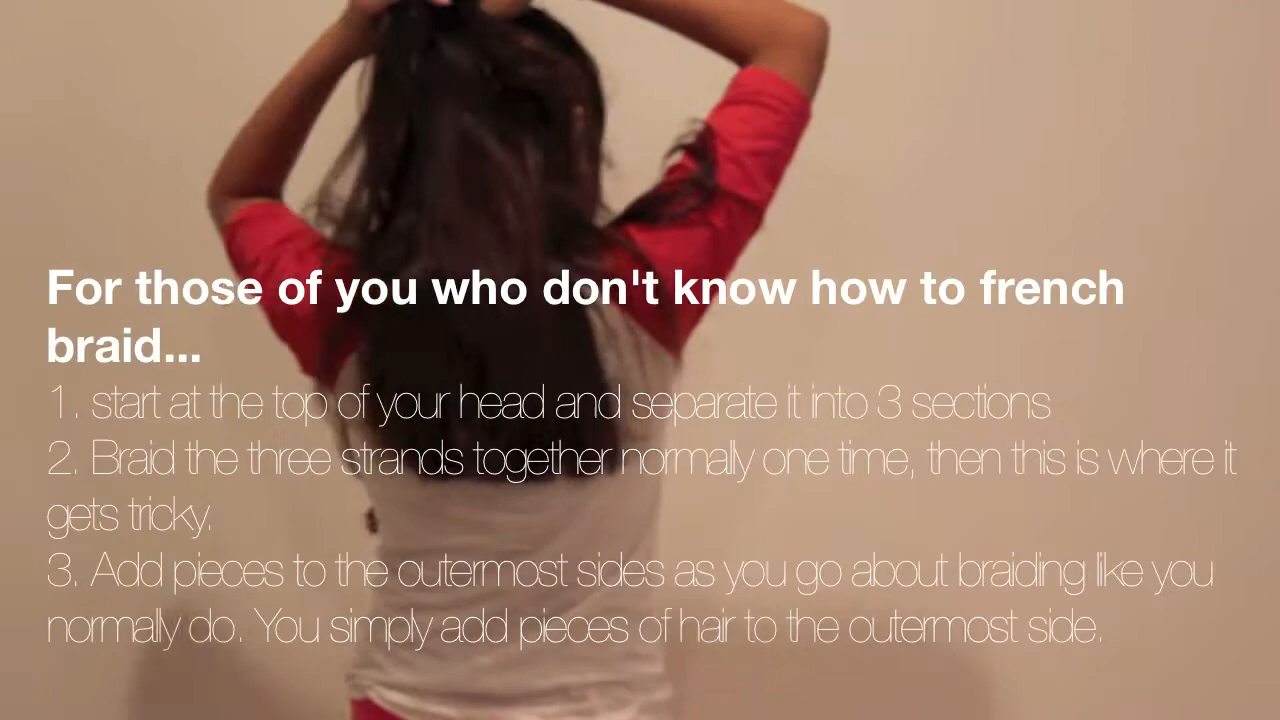 For those of you who don't know how to french
braid...
1. start at the top of your head and separate it into 3 sections
2. Braid the three strands together normally one time, then this is where it
gets tricky.
3. Add pieces to the outermost sides as you go about braiding like you
normally do. You simply add pieces of hair to the outermost side.